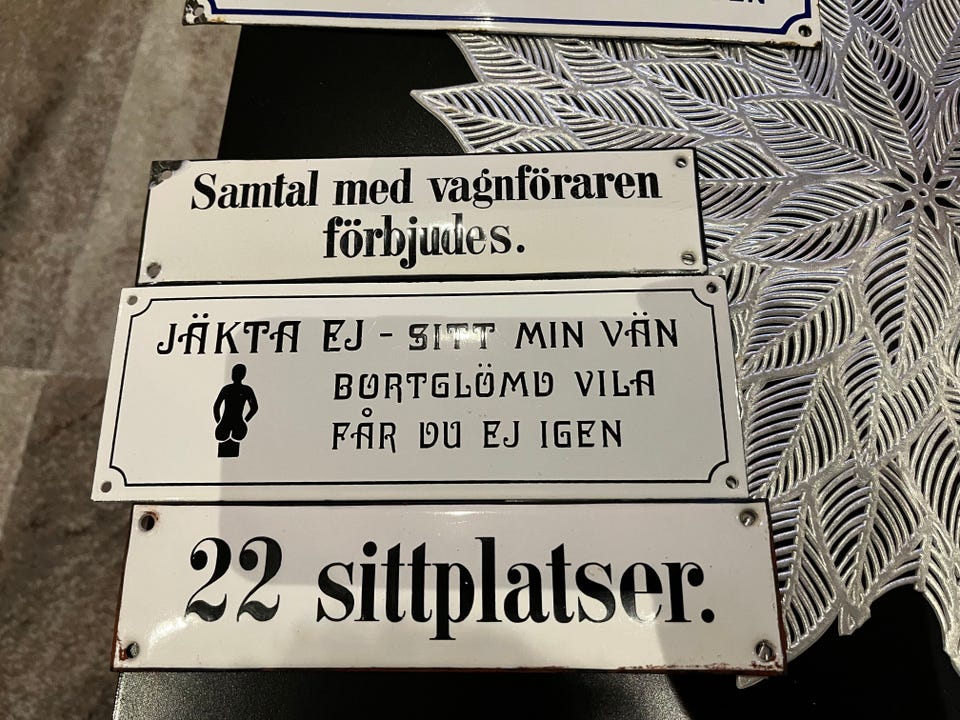 Samtal med vagnföraren
förbjudes.
JÄKTA EJ - SITT MIN VÄN
BORTGLÖMD VILA
FÅR DU EJ IGEN
22 sittplatser.